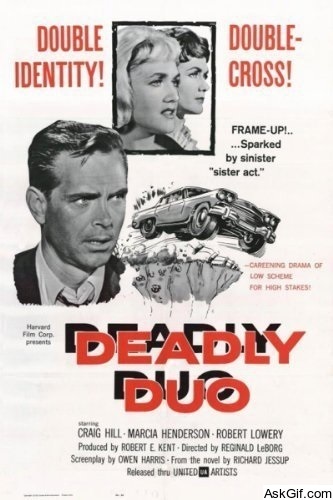 DOUBLE IDENTITY!
DOUBLE-CROSS!
FRAME-UP!..
...Sparked
by sinister
"sister act."
—CAREENING DRAMA OF
LOW SCHEME
FOR HIGH STAKES!
Harvard
Film Corp.
presents
DEADLY
DUO
starring
CRAIG HILL · MARCIA HENDERSON · ROBERT LOWERY
Produced by ROBERT E. KENT · Directed by REGINALD LeBORG
Screenplay by OWEN HARRIS · From the novel by RICHARD JESSUP
Released thru UNITED UA ARTISTS
AskGif.com